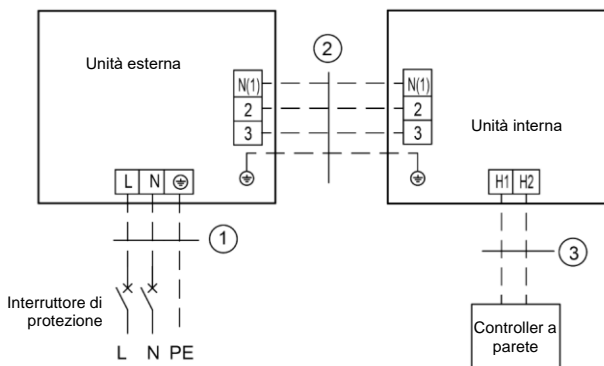 Unità esterna
2
N(1)
N(1)
2
2
Unità interna
3
3
L N
H1 H2
1
3
Interruttore di
protezione
Controller a
parete
L N PE